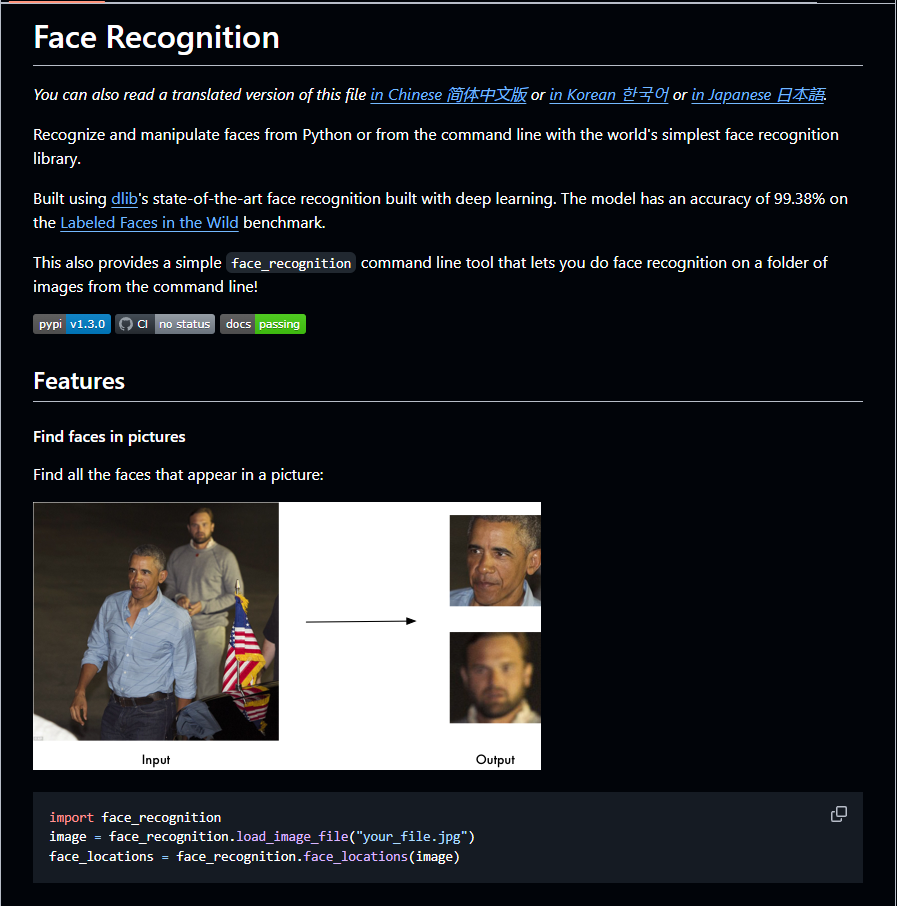 Face Recognition
You can also read a translated version of this file in Chinese 简体中文版 or in Korean 한국어 or in Japanese 日本語.
Recognize and manipulate faces from Python or from the command line with the world's simplest face recognition
library.
Built using dlib's state-of-the-art face recognition built with deep learning. The model has an accuracy of 99.38% on
the Labeled Faces in the Wild benchmark.
This also provides a simple face_recognition command line tool that lets you do face recognition on a folder of
images from the command line!
pypi v1.3.0 CI no status docs passing
Features
Find faces in pictures
Find all the faces that appear in a picture:
Input Output
import face_recognition
image = face_recognition.load_image_file("your_file.jpg")
face_locations = face_recognition.face_locations(image)